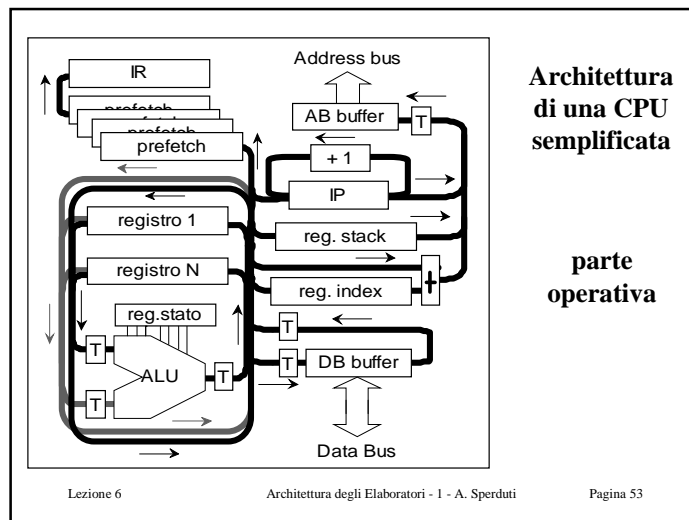 Address bus
IR
AB buffer
T
prefetch
prefetch
prefetch
prefetch
+ 1
IP
registro 1
reg. stack
registro N
reg. index
+
reg.stato
T
T
ALU
T
T
DB buffer
T
Data Bus
Architettura
di una CPU
semplificata
parte
operativa
Lezione 6
Architettura degli Elaboratori - 1 - A. Sperduti
Pagina 53